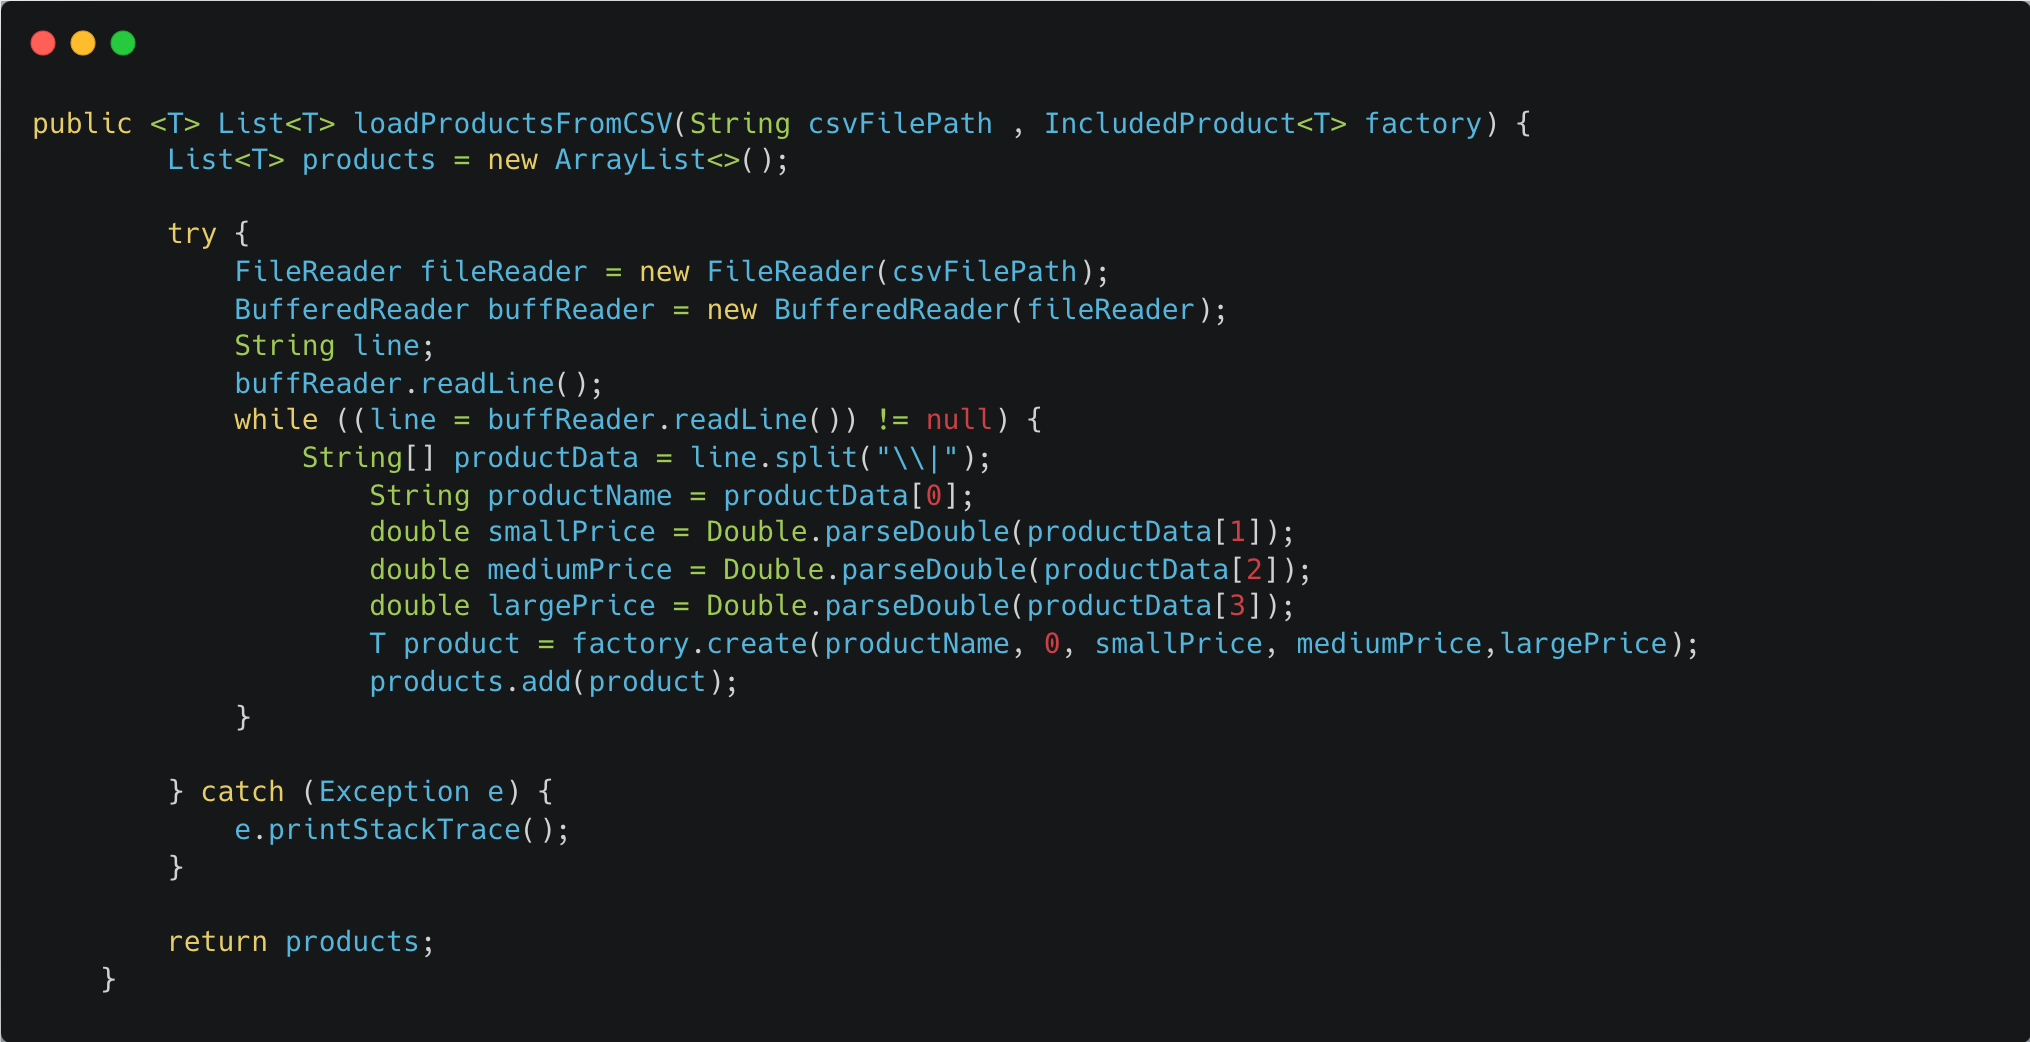 public <T> List<T> loadProductsFromCSV(String csvFilePath , IncludedProduct<T> factory) {
        List<T> products = new ArrayList<>();

        try {
            FileReader fileReader = new FileReader(csvFilePath);
            BufferedReader buffReader = new BufferedReader(fileReader);
            String line;
            buffReader.readLine();
            while ((line = buffReader.readLine()) != null) {
                String[] productData = line.split("\\|");
                    String productName = productData[0];
                    double smallPrice = Double.parseDouble(productData[1]);
                    double mediumPrice = Double.parseDouble(productData[2]);
                    double largePrice = Double.parseDouble(productData[3]);
                    T product = factory.create(productName, 0, smallPrice, mediumPrice,largePrice);
                    products.add(product);
            }

        } catch (Exception e) {
            e.printStackTrace();
        }

        return products;
    }